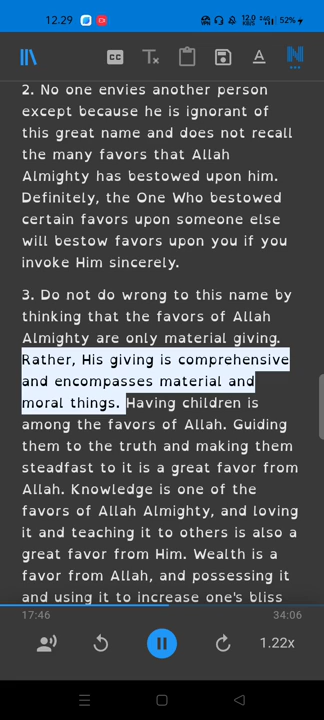 12.29
12.0
KB/S
52%
CC
A
N
2. No one envies another person
except because he is ignorant of
this great name and does not recall
the many favors that Allah
Almighty has bestowed upon him.
Definitely, the One Who bestowed
certain favors upon someone else
will bestow favors upon you if you
invoke Him sincerely.
3. Do not do wrong to this name by
thinking that the favors of Allah
Almighty are only material giving.
Rather, His giving is comprehensive
and encompasses material and
moral things. Having children is
among the favors of Allah. Guiding
them to the truth and making them
steadfast to it is a great favor from
Allah. Knowledge is one of the
favors of Allah Almighty, and loving
it and teaching it to others is also a
great favor from Him. Wealth is a
favor from Allah, and possessing it
and using it to increase one's bliss
17:46
34:06
1.22x